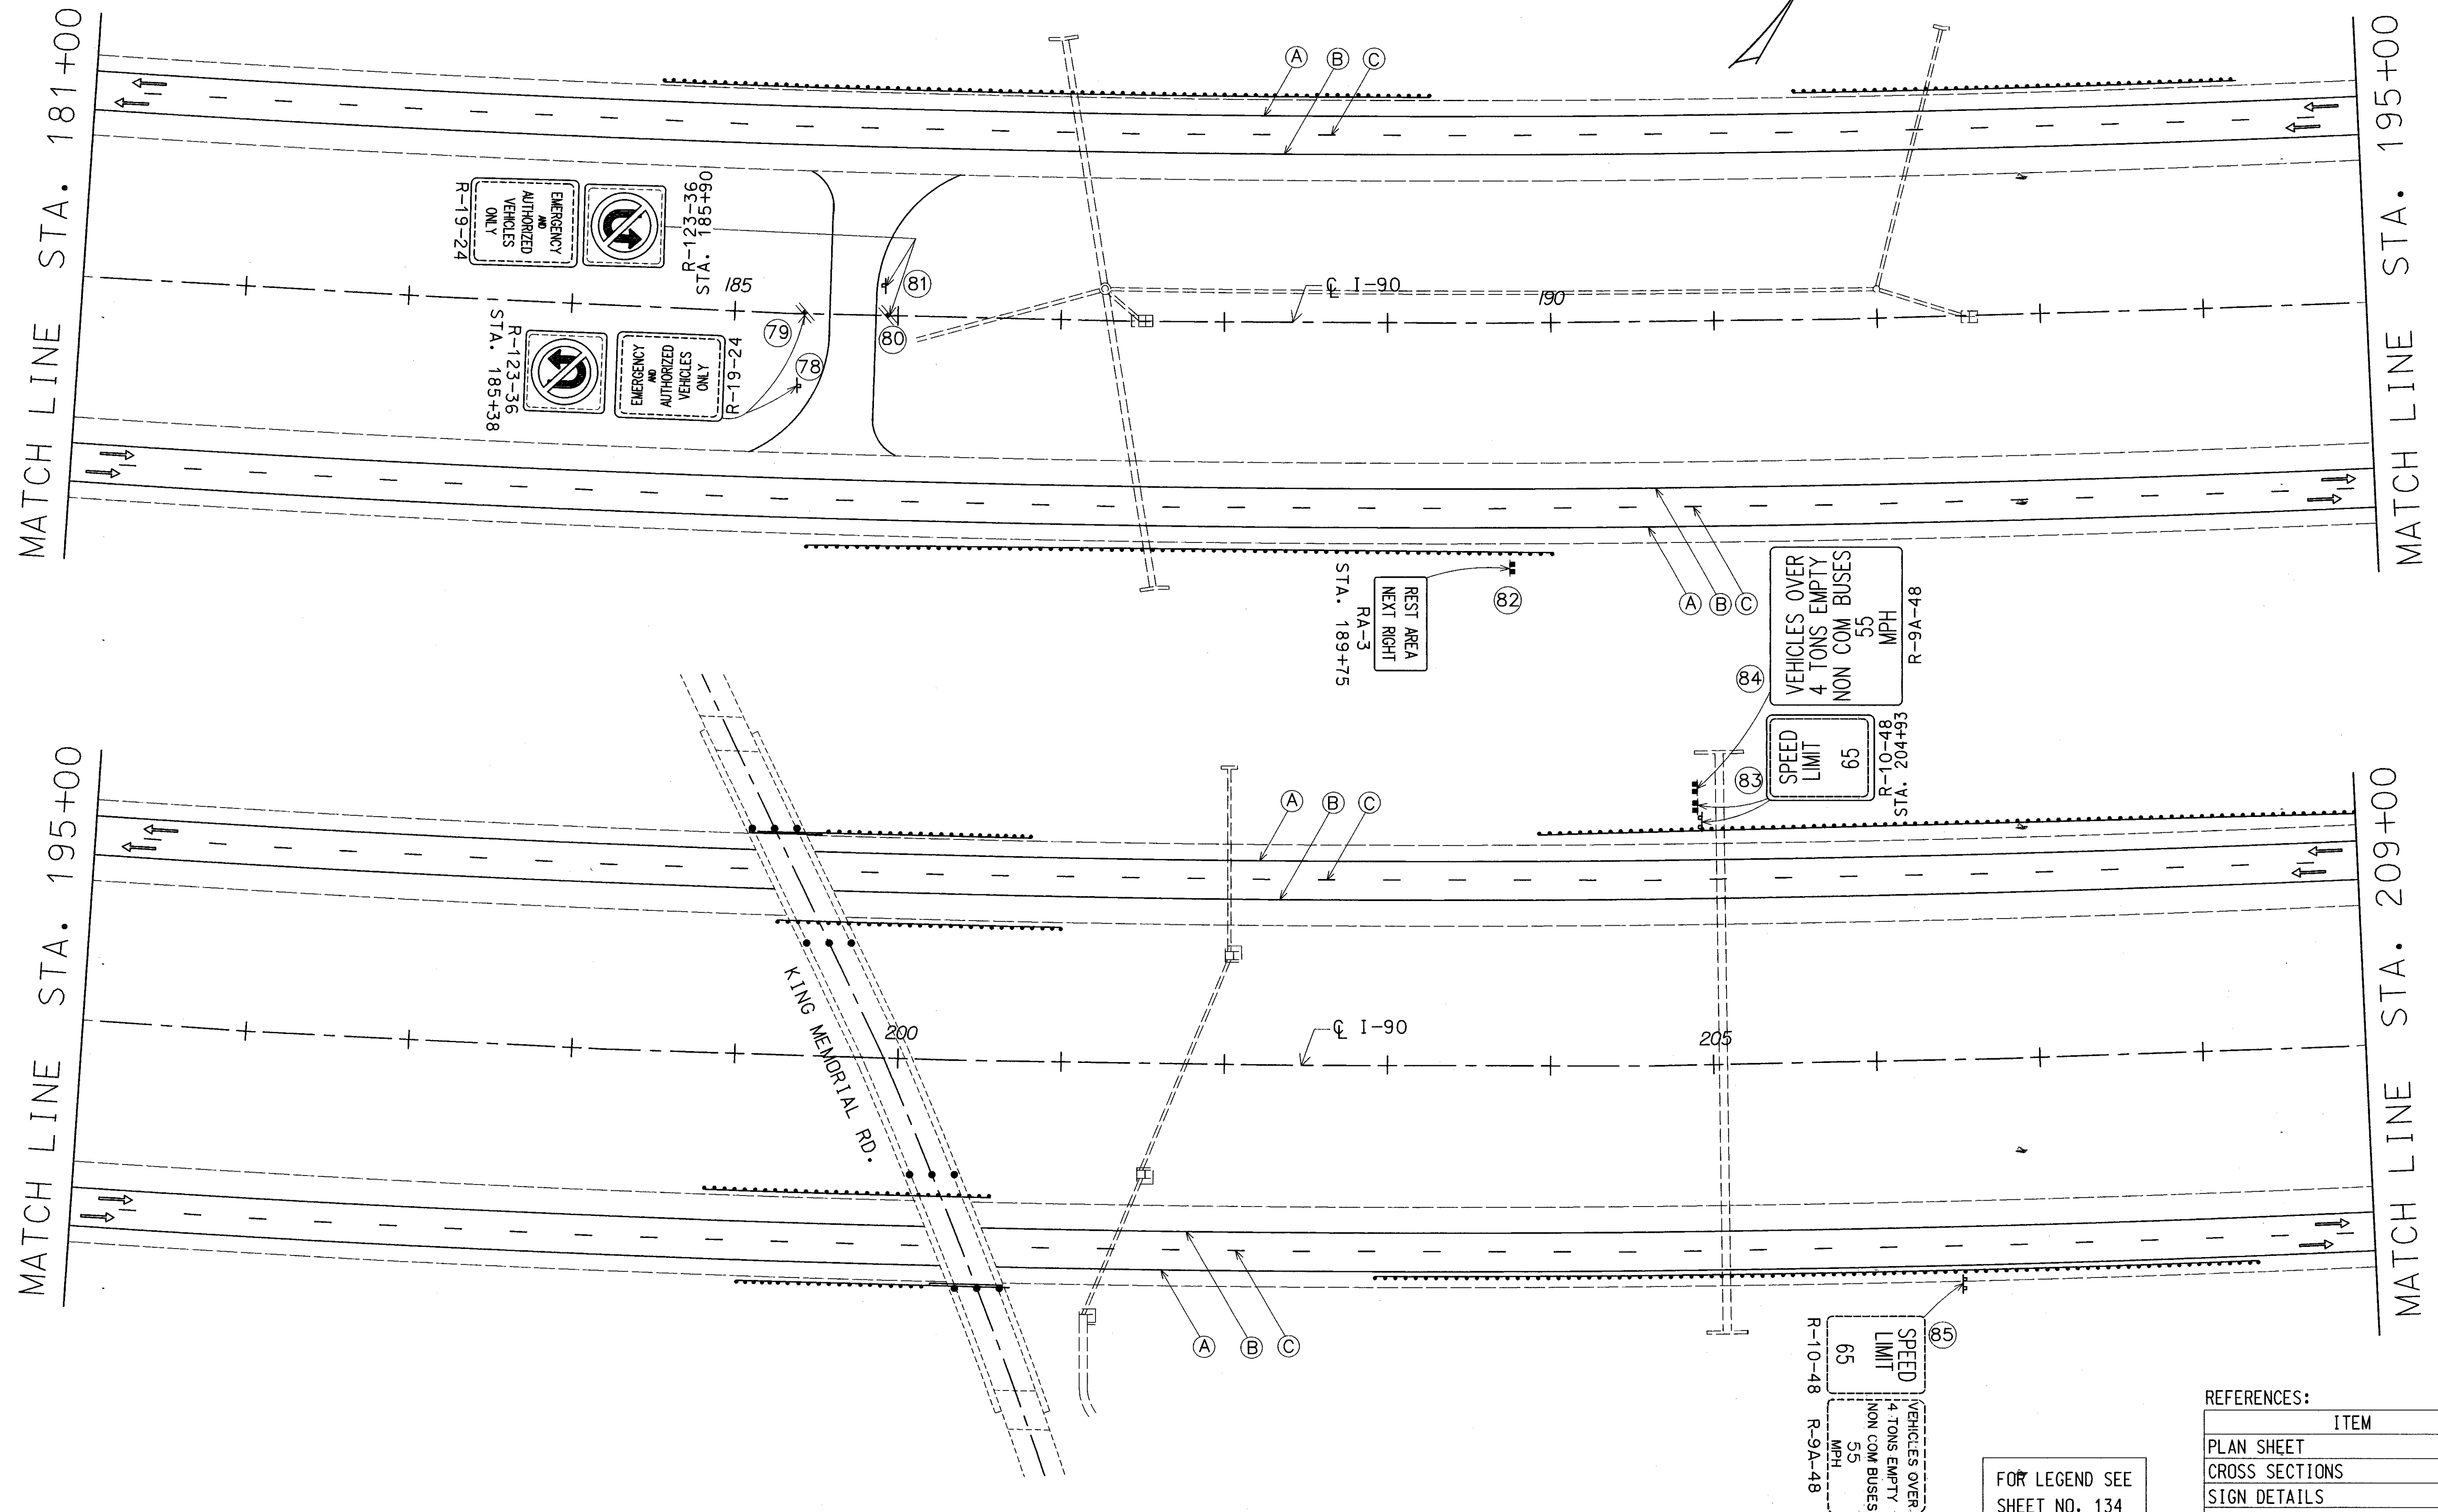 MATCH LINE STA. 181+00
A
B
C
MATCH LINE STA. 195+00
R-19-24
EMERGENCY
AND
AUTHORIZED
VEHICLES
ONLY
R-123-36
STA. 185+90
185
81
80
79
78
℄ I-90
190
STA. 185+38
R-123-36
EMERGENCY
AND
AUTHORIZED
VEHICLES
ONLY
R-19-24
STA. 189+75
RA-3
REST AREA
NEXT RIGHT
82
A
B
C
84
VEHICLES OVER
4 TONS EMPTY
NON COM BUSES
55
MPH
R-9A-48
83
SPEED
LIMIT
65
R-10-48
STA. 204+93
MATCH LINE STA. 195+00
A
B
C
MATCH LINE STA. 209+00
KING MEMORIAL RD.
200
℄ I-90
205
A
B
C
85
SPEED
LIMIT
65
R-10-48
VEHICLES OVER
4 TONS EMPTY
NON COM BUSES
55
MPH
R-9A-48
FOR LEGEND SEE
SHEET NO. 134
REFERENCES:
ITEM
PLAN SHEET
CROSS SECTIONS
SIGN DETAILS